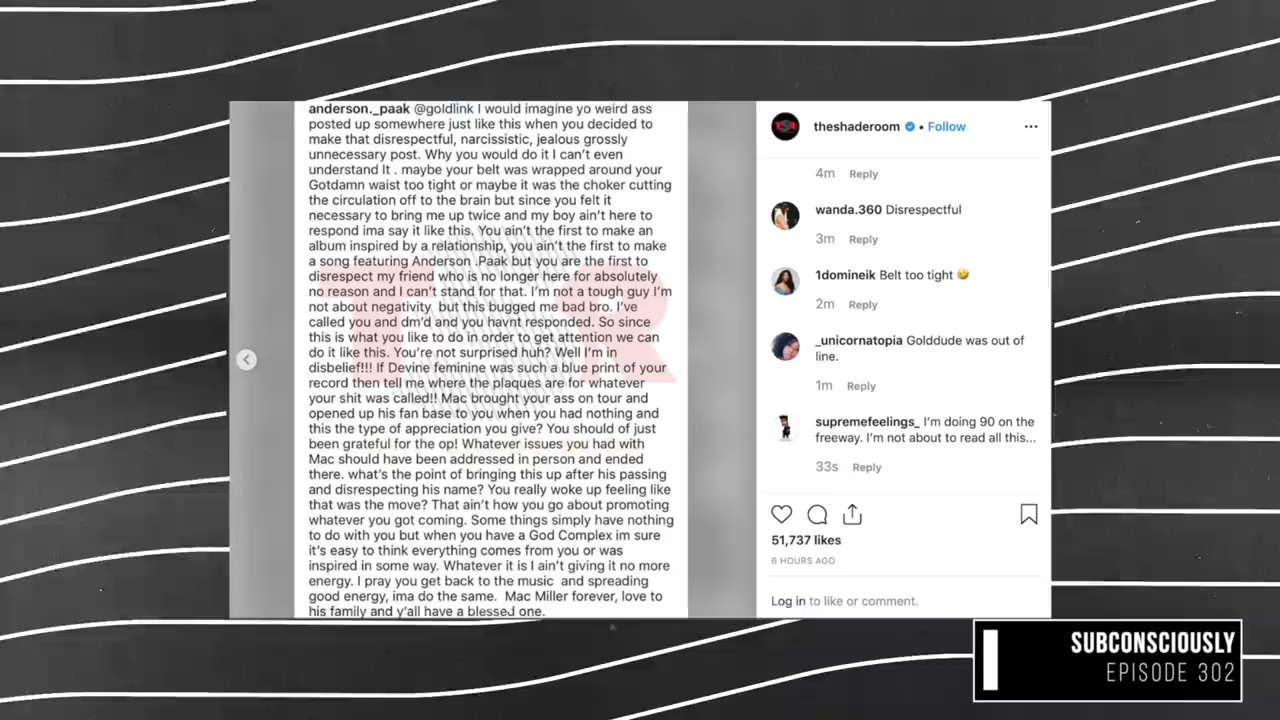 anderson._paak @goldlink I would imagine yo weird ass
posted up somewhere just like this when you decided to
make that disrespectful, narcissistic, jealous grossly
unnecessary post. Why you would do it I can't even
understand It . maybe your belt was wrapped around your
Gotdamn waist too tight or maybe it was the choker cutting
the circulation off to the brain but since you felt it
necessary to bring me up twice and my boy ain't here to
respond ima say it like this. You ain't the first to make an
album inspired by a relationship, you ain't the first to make
a song featuring Anderson .Paak but you are the first to
disrespect my friend who is no longer here for absolutely
no reason and I can't stand for that. I'm not a tough guy I'm
not about negativity but this bugged me bad bro. I've
called you and dm'd and you havnt responded. So since
this is what you like to do in order to get attention we can
do it like this. You're not surprised huh? Well I'm in
disbelief!!! If Devine feminine was such a blue print of your
record then tell me where the plaques are for whatever
your shit was called!! Mac brought your ass on tour and
opened up his fan base to you when you had nothing and
this the type of appreciation you give? You should of just
been grateful for the op! Whatever issues you had with
Mac should have been addressed in person and ended
there. what's the point of bringing this up after his passing
and disrespecting his name? You really woke up feeling like
that was the move? That ain't how you go about promoting
whatever you got coming. Some things simply have nothing
to do with you but when you have a God Complex im sure
it's easy to think everything comes from you or was
inspired in some way. Whatever it is I ain't giving it no more
energy. I pray you get back to the music and spreading
good energy, ima do the same. Mac Miller forever, love to
his family and y'all have a blessed one.
TSR
theshaderoom • Follow
4m Reply
wanda.360 Disrespectful
3m Reply
1domineik Belt too tight 🤣
2m Reply
_unicornatopia Golddude was out of
line.
1m Reply
supremefeelings_ I'm doing 90 on the
freeway. I'm not about to read all this...
33s Reply
51,737 likes
6 HOURS AGO
Log in to like or comment.
SUBCONSCIOUSLY
EPISODE 302